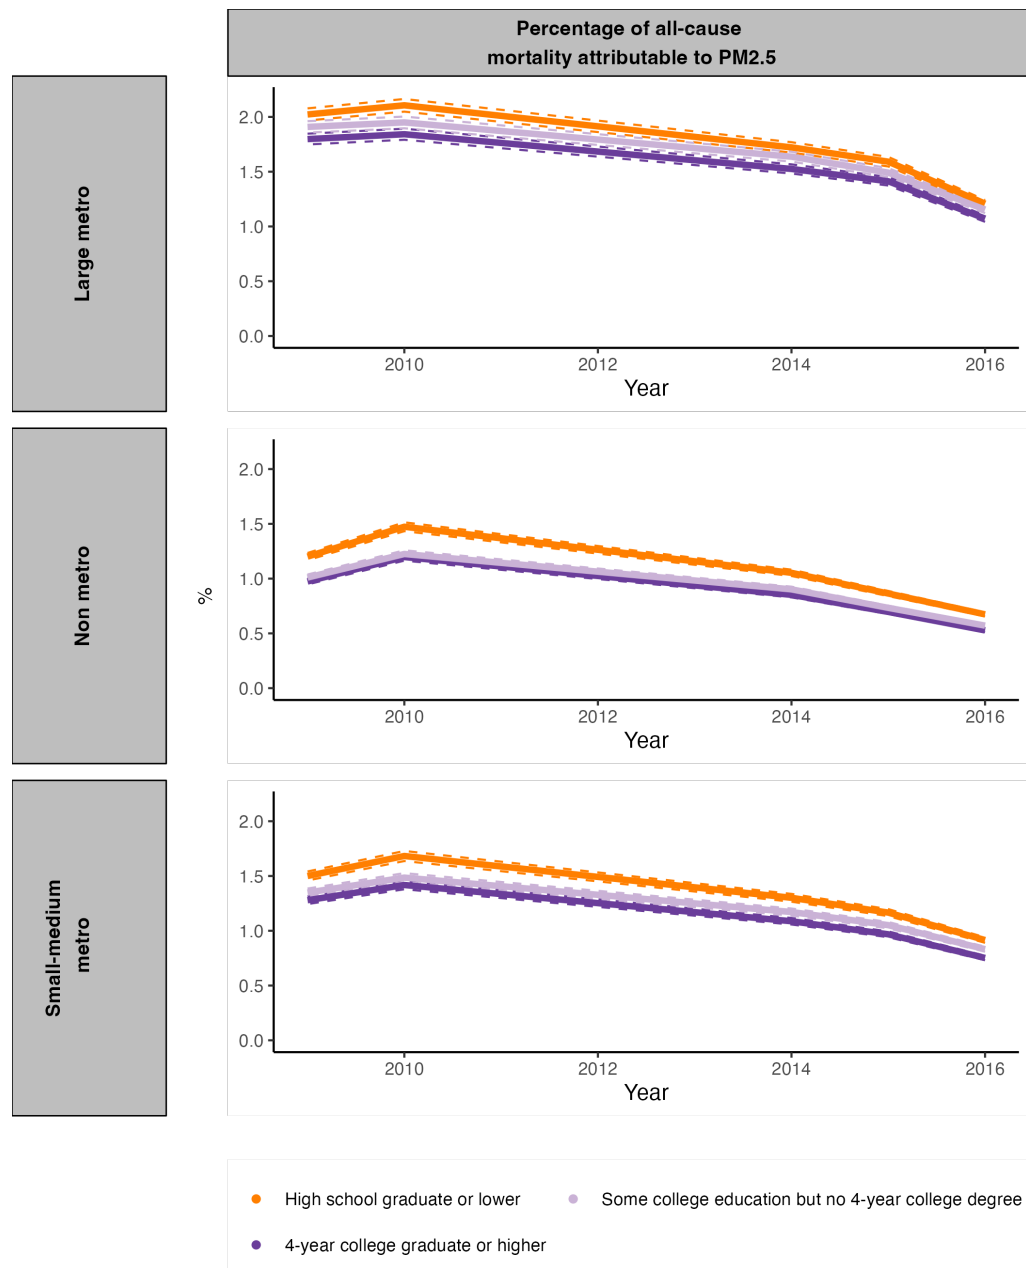 Percentage of all-cause
mortality attributable to PM2.5
Large metro
2.0
1.5
1.0
0.5
0.0
2010 2012 2014 2016
Year
Non metro
%
2.0
1.5
1.0
0.5
0.0
2010 2012 2014 2016
Year
Small-medium
metro
2.0
1.5
1.0
0.5
0.0
2010 2012 2014 2016
Year
High school graduate or lower Some college education but no 4-year college degree
4-year college graduate or higher